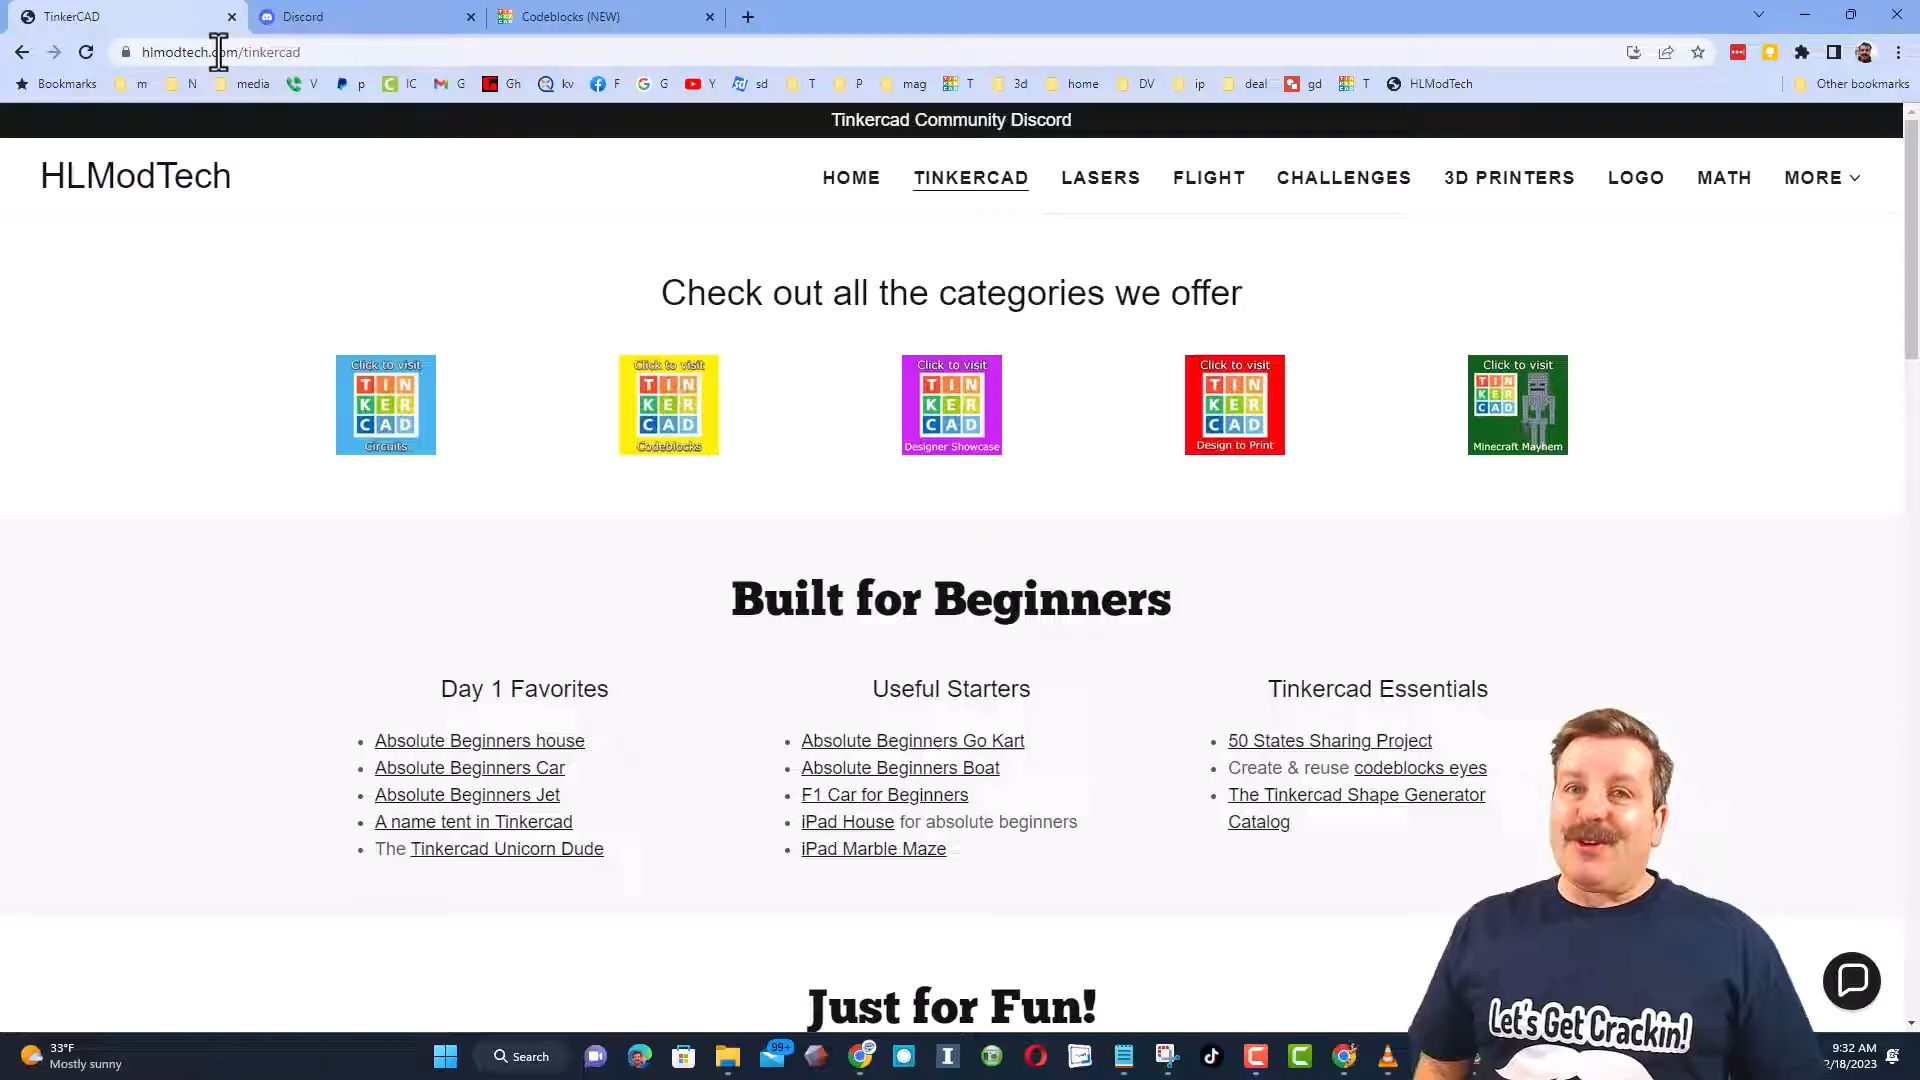 TinkerCAD
Discord
Codeblocks (NEW)
hlmodtech.com/tinkercad
Bookmarks m N media V p IC G Gh kv F G Y sd T P mag T 3d home DV ip deal gd T HLModTech Other bookmarks
Tinkercad Community Discord
HLModTech
HOME TINKERCAD LASERS FLIGHT CHALLENGES 3D PRINTERS LOGO MATH MORE
Check out all the categories we offer
Click to visit
TIN
KER
CAD
Circuits
Click to visit
TIN
KER
CAD
Codeblocks
Click to visit
TIN
KER
CAD
Designer Showcase
Click to visit
TIN
KER
CAD
Design to Print
Click to visit
TIN
KER
CAD
Minecraft Mayhem
Built for Beginners
Day 1 Favorites
Absolute Beginners house
Absolute Beginners Car
Absolute Beginners Jet
A name tent in Tinkercad
The Tinkercad Unicorn Dude
Useful Starters
Absolute Beginners Go Kart
Absolute Beginners Boat
F1 Car for Beginners
iPad House for absolute beginners
iPad Marble Maze
Tinkercad Essentials
50 States Sharing Project
Create & reuse codeblocks eyes
The Tinkercad Shape Generator
Catalog
Just for Fun!
Let's Get Crackin!
33°F
Mostly sunny
Search
99+
9:32 AM
2/18/2023